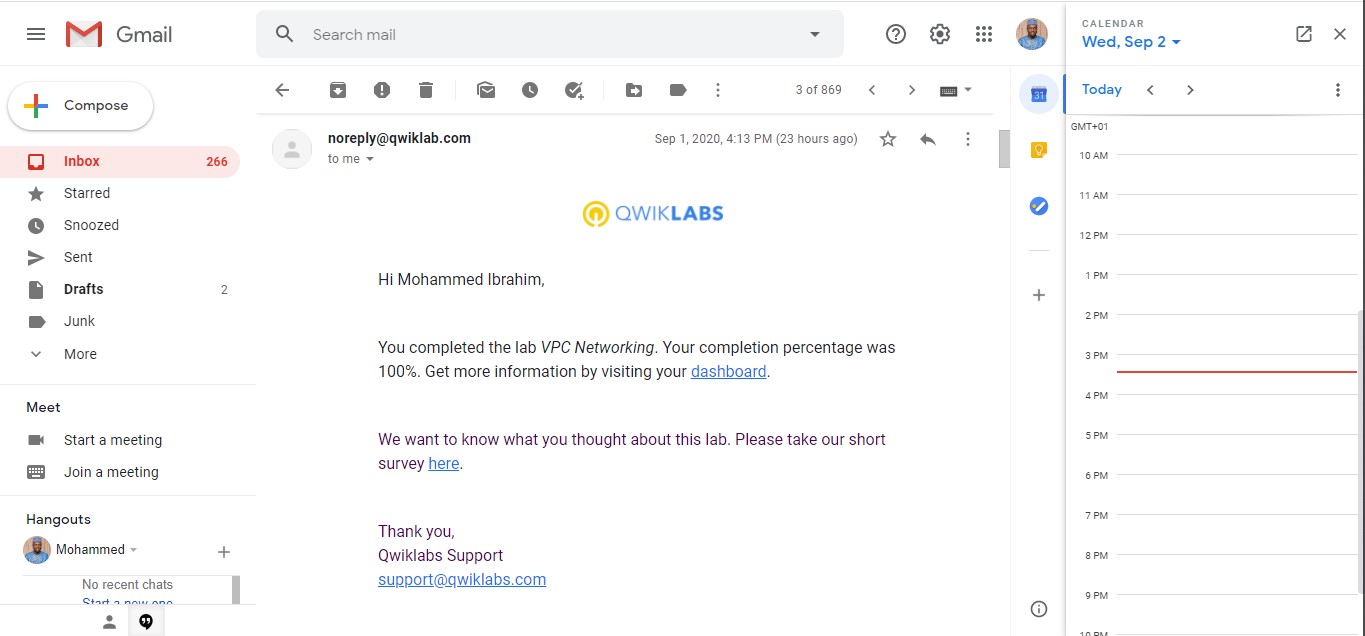 Gmail
Search mail
CALENDAR
Wed, Sep 2
Compose
3 of 869
Today
31
Inbox 266
Starred
Snoozed
Sent
Drafts 2
Junk
More
Meet
Start a meeting
Join a meeting
Hangouts
Mohammed
No recent chats
Start a new one
noreply@qwiklab.com
Sep 1, 2020, 4:13 PM (23 hours ago)
to me
QWIKLABS
Hi Mohammed Ibrahim,
You completed the lab VPC Networking. Your completion percentage was
100%. Get more information by visiting your dashboard.
We want to know what you thought about this lab. Please take our short
survey here.
Thank you,
Qwiklabs Support
support@qwiklabs.com
GMT+01
10 AM
11 AM
12 PM
1 PM
2 PM
3 PM
4 PM
5 PM
6 PM
7 PM
8 PM
9 PM
10 PM